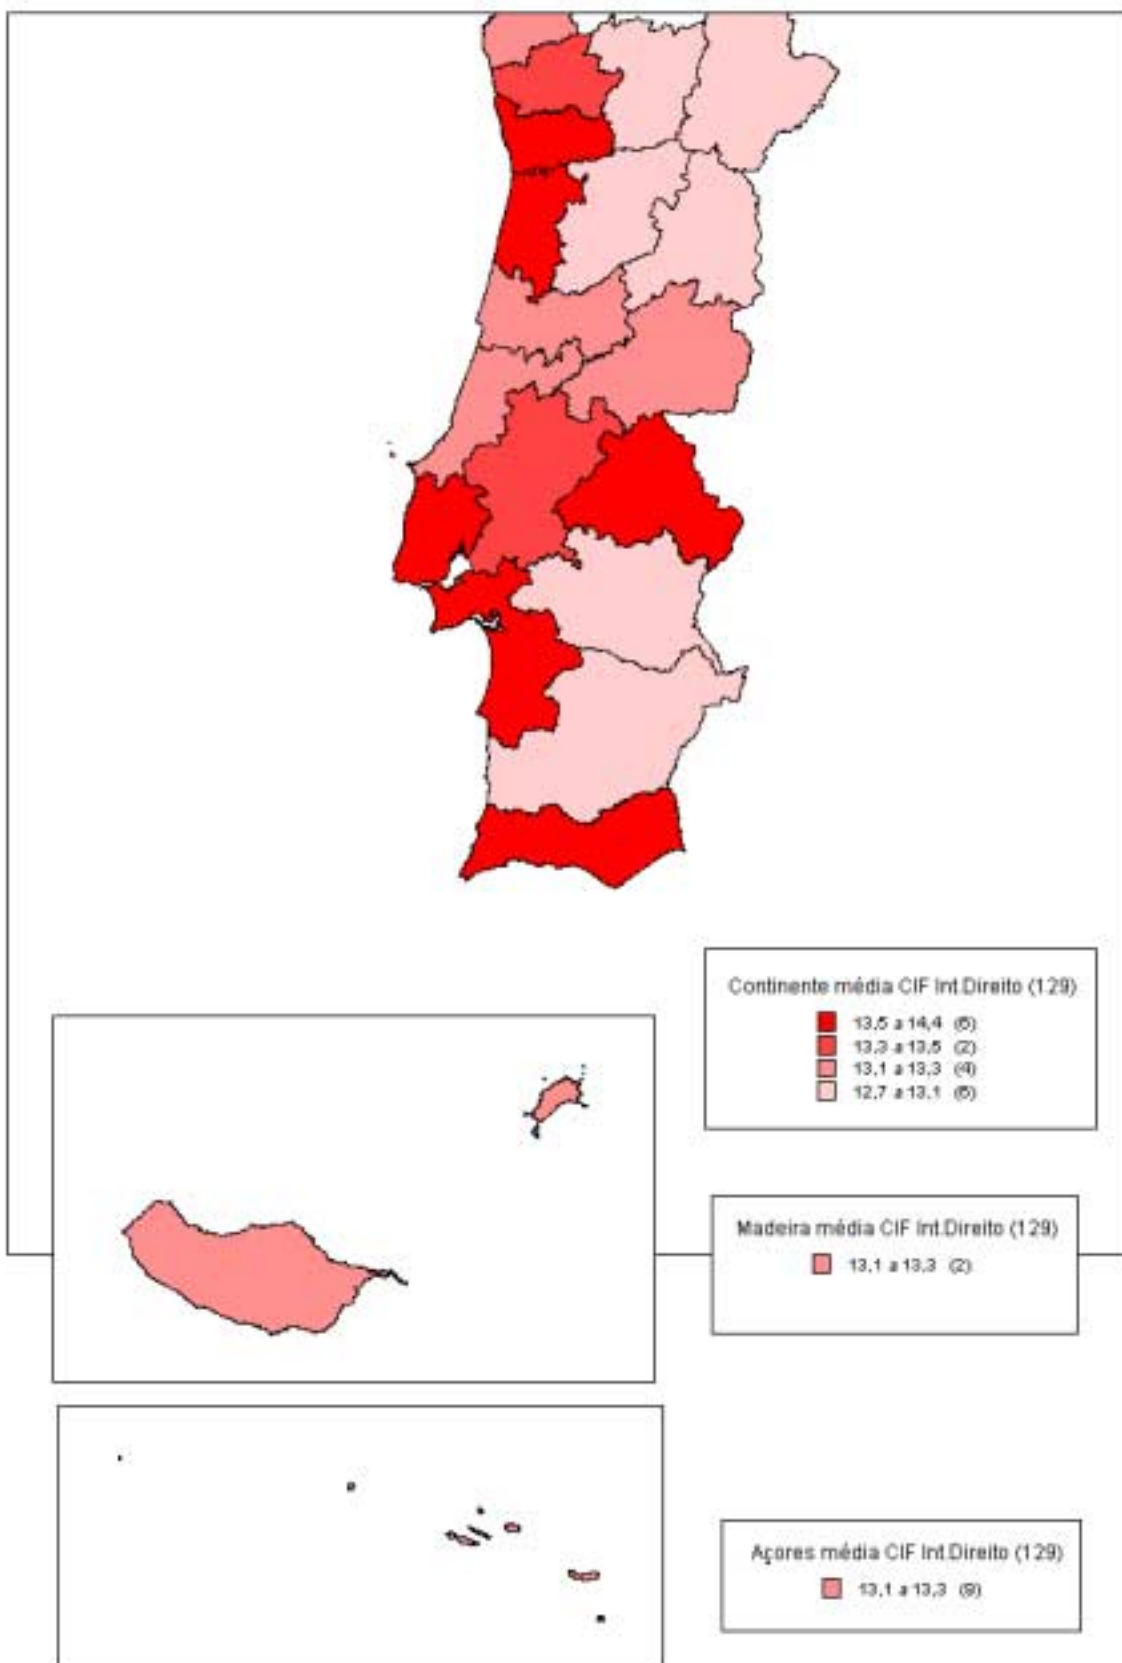 Continente média CIF Int.Direito (129)
13,5 a 14,4 (6)
13,3 a 13,5 (2)
13,1 a 13,3 (4)
12,7 a 13,1 (6)
Madeira média CIF Int.Direito (129)
13,1 a 13,3 (2)
Açores média CIF Int.Direito (129)
13,1 a 13,3 (9)